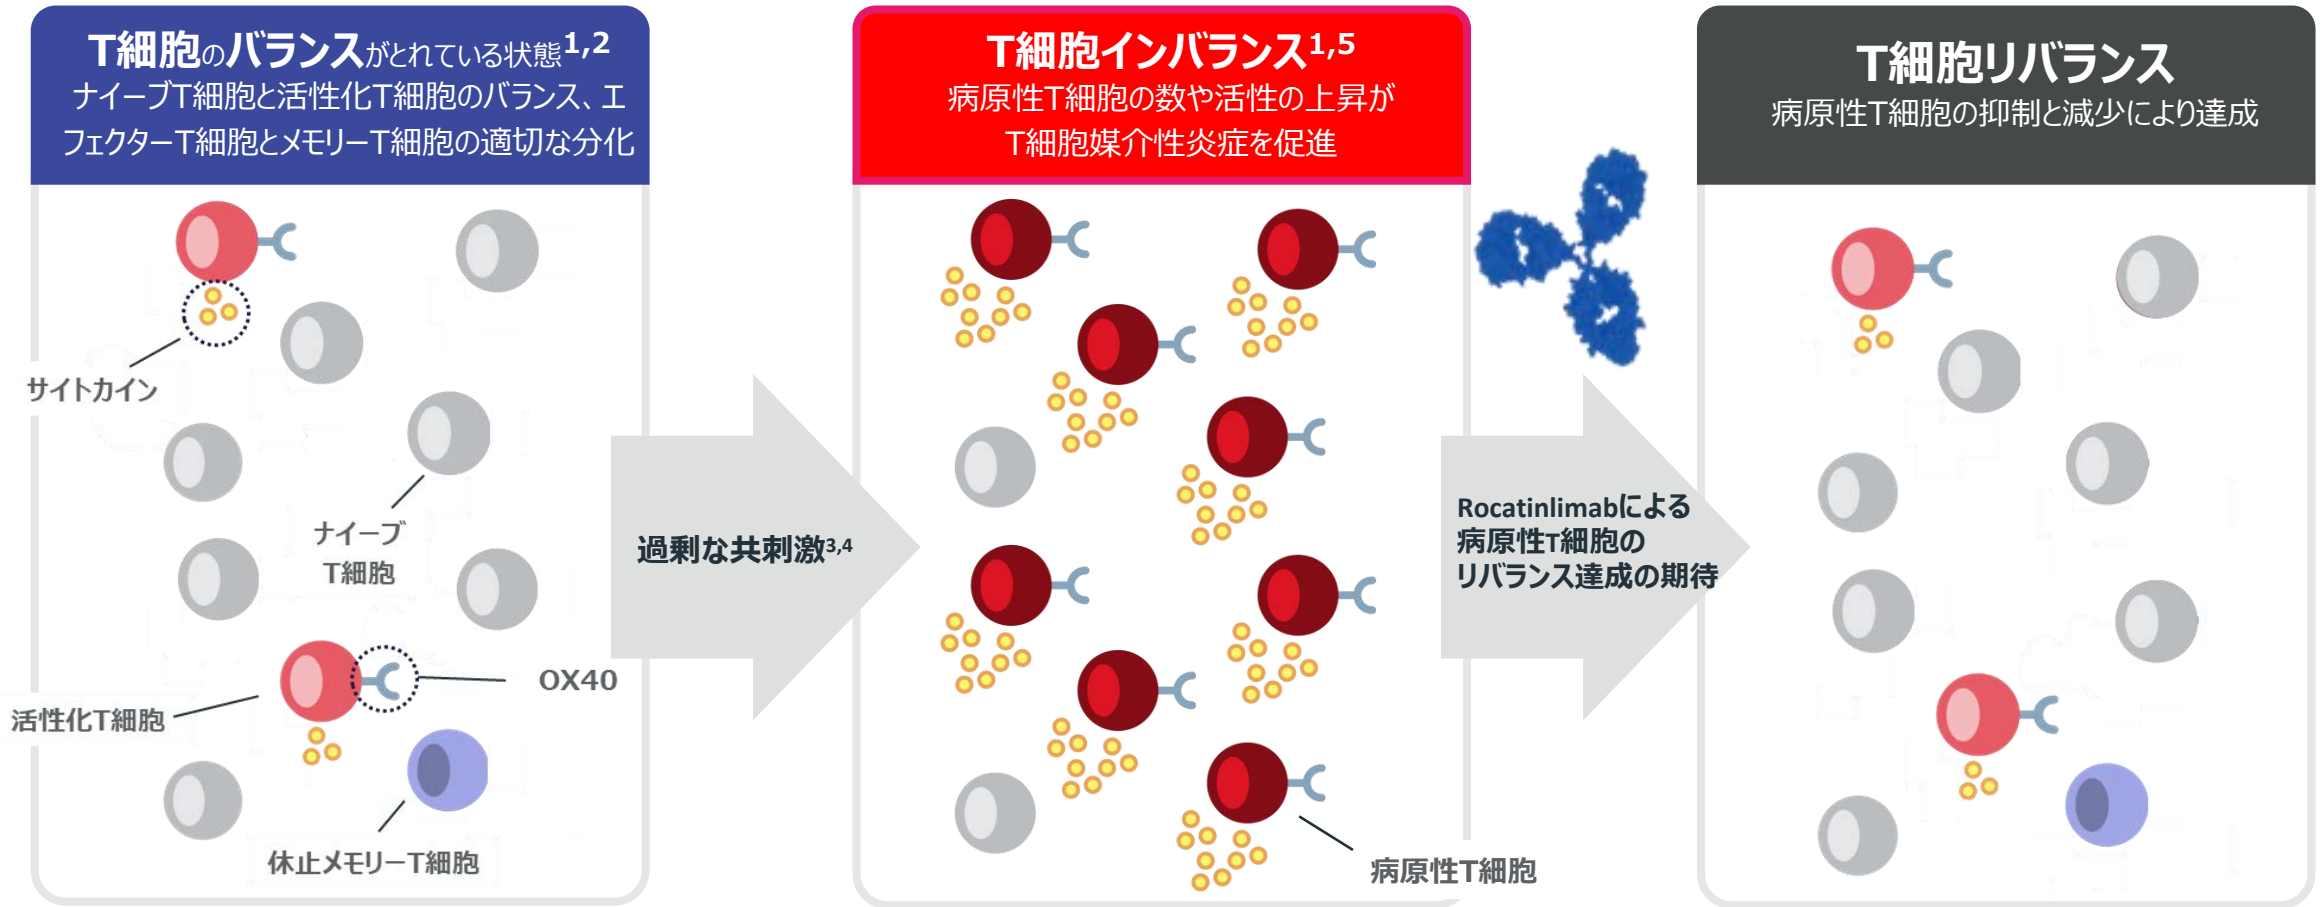 T細胞のバランスがとれている状態1,2
ナイーブT細胞と活性化T細胞のバランス、エ
フェクターT細胞とメモリーT細胞の適切な分化
サイトカイン
ナイーブ
T細胞
OX40
活性化T細胞
休止メモリーT細胞
過剰な共刺激3,4
T細胞インバランス1,5
病原性T細胞の数や活性の上昇が
T細胞媒介性炎症を促進
病原性T細胞
Rocatinlimabによる
病原性T細胞の
リバランス達成の期待
T細胞リバランス
病原性T細胞の抑制と減少により達成